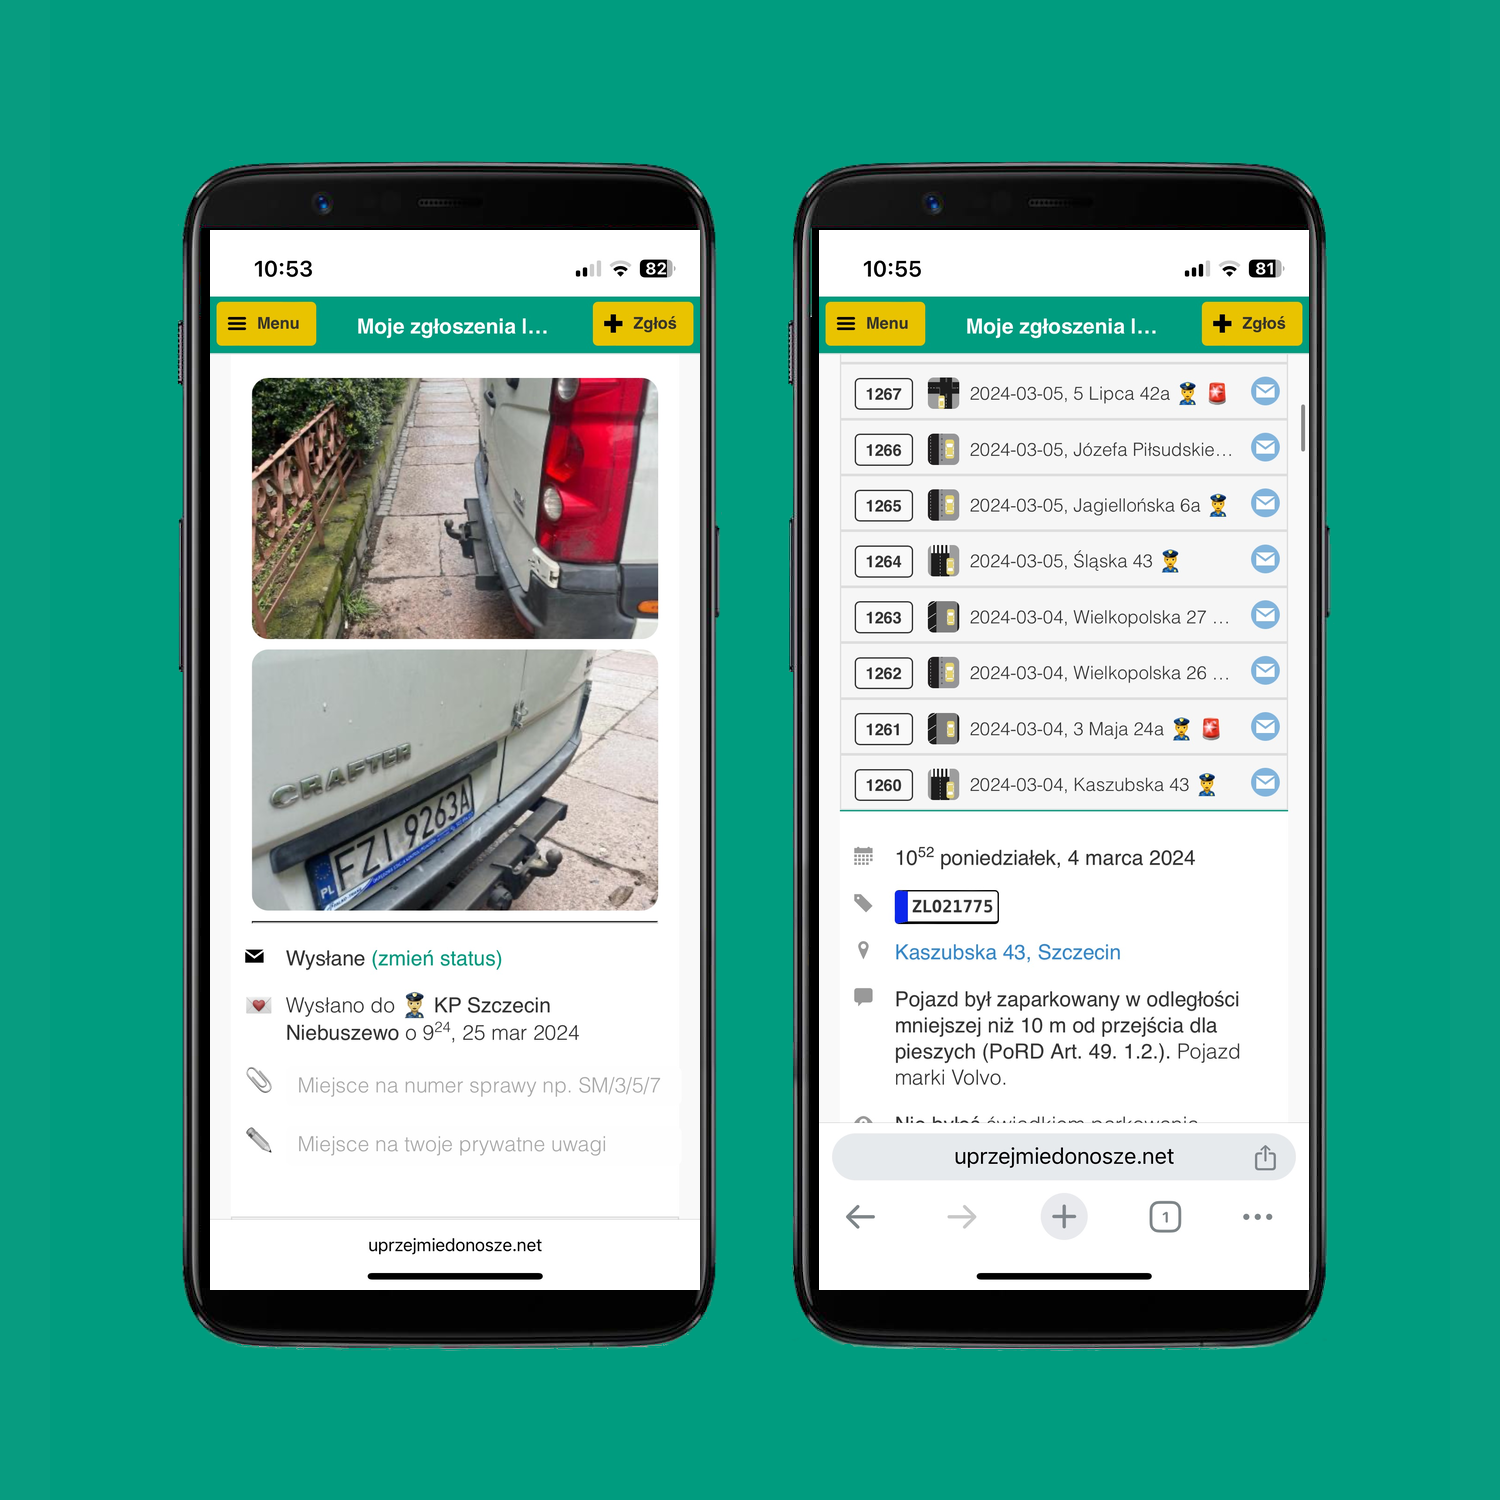 10:53
82
Menu
Moje zgłoszenia l...
Zgłoś
CRAFTER
PL
FZI 9263A
Wysłane (zmień status)
Wysłano do KP Szczecin
Niebuszewo o 9²⁴, 25 mar 2024
Miejsce na numer sprawy np. SM/3/5/7
Miejsce na twoje prywatne uwagi
uprzejmiedonosze.net
10:55
81
Menu
Moje zgłoszenia l...
Zgłoś
1267 2024-03-05, 5 Lipca 42a
1266 2024-03-05, Józefa Piłsudskie...
1265 2024-03-05, Jagiellońska 6a
1264 2024-03-05, Śląska 43
1263 2024-03-04, Wielkopolska 27 ...
1262 2024-03-04, Wielkopolska 26 ...
1261 2024-03-04, 3 Maja 24a
1260 2024-03-04, Kaszubska 43
10⁵² poniedziałek, 4 marca 2024
ZL021775
Kaszubska 43, Szczecin
Pojazd był zaparkowany w odległości
mniejszej niż 10 m od przejścia dla
pieszych (PoRD Art. 49. 1.2.). Pojazd
marki Volvo.
uprzejmiedonosze.net
1